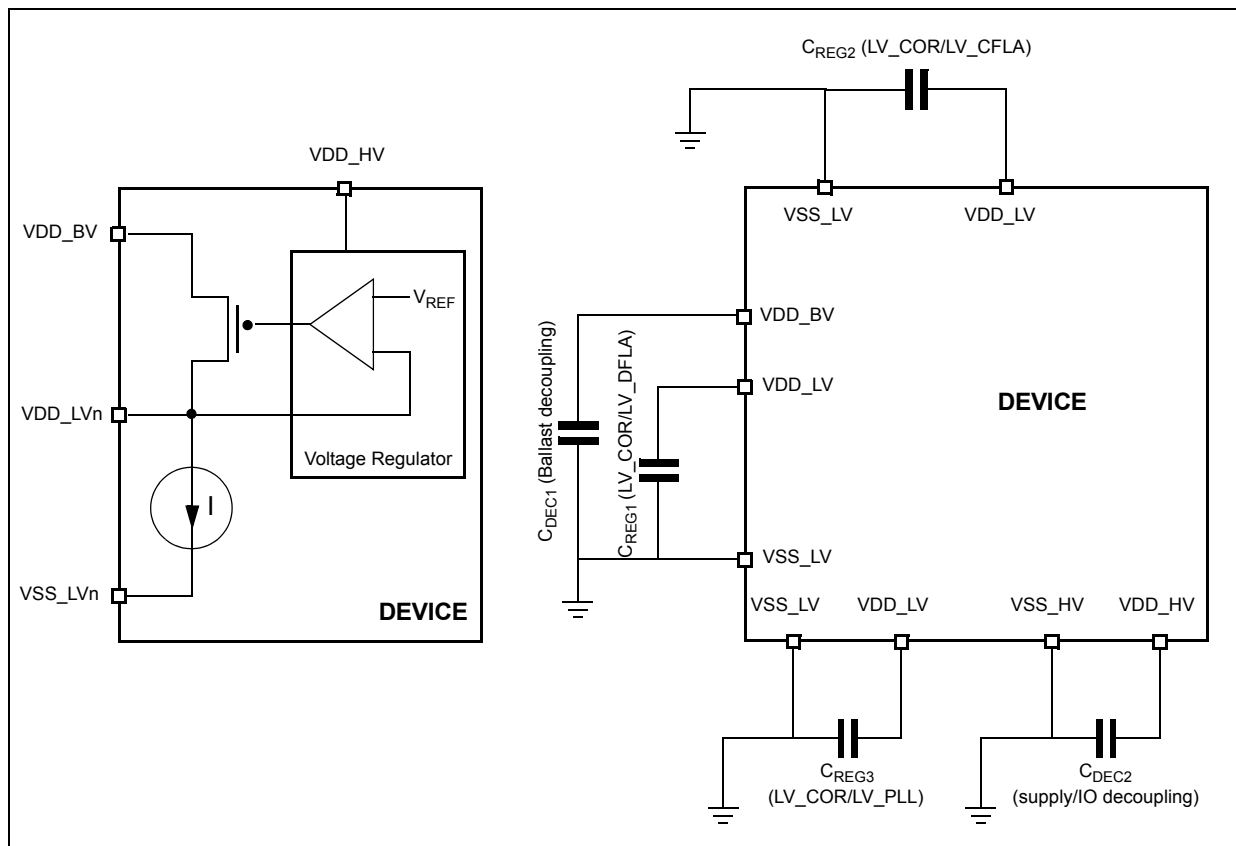 VDD_HV
VDD_BV
VREF
VDD_LVn
Voltage Regulator
I
VSS_LVn
DEVICE
CREG2 (LV_COR/LV_CFLA)
VSS_LV
VDD_LV
VDD_BV
VDD_LV
DEVICE
CDEC1 (Ballast decoupling)
CREG1 (LV_COR/LV_DFLA)
VSS_LV
VSS_LV
VDD_LV
VSS_HV
VDD_HV
CREG3
(LV_COR/LV_PLL)
CDEC2
(supply/IO decoupling)